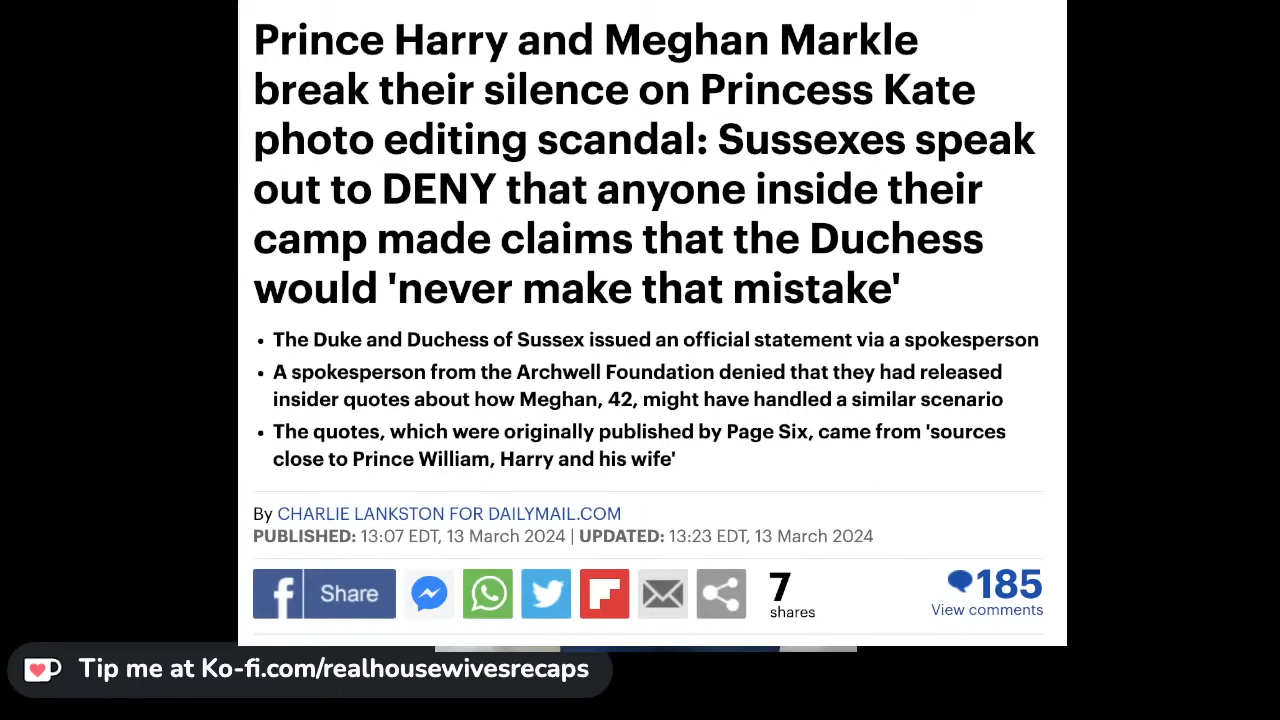 Prince Harry and Meghan Markle
break their silence on Princess Kate
photo editing scandal: Sussexes speak
out to DENY that anyone inside their
camp made claims that the Duchess
would 'never make that mistake'
• The Duke and Duchess of Sussex issued an official statement via a spokesperson
• A spokesperson from the Archwell Foundation denied that they had released
insider quotes about how Meghan, 42, might have handled a similar scenario
• The quotes, which were originally published by Page Six, came from 'sources
close to Prince William, Harry and his wife'
By CHARLIE LANKSTON FOR DAILYMAIL.COM
PUBLISHED: 13:07 EDT, 13 March 2024 | UPDATED: 13:23 EDT, 13 March 2024
Share
7
shares
185
View comments
Tip me at Ko-fi.com/realhousewivesrecaps